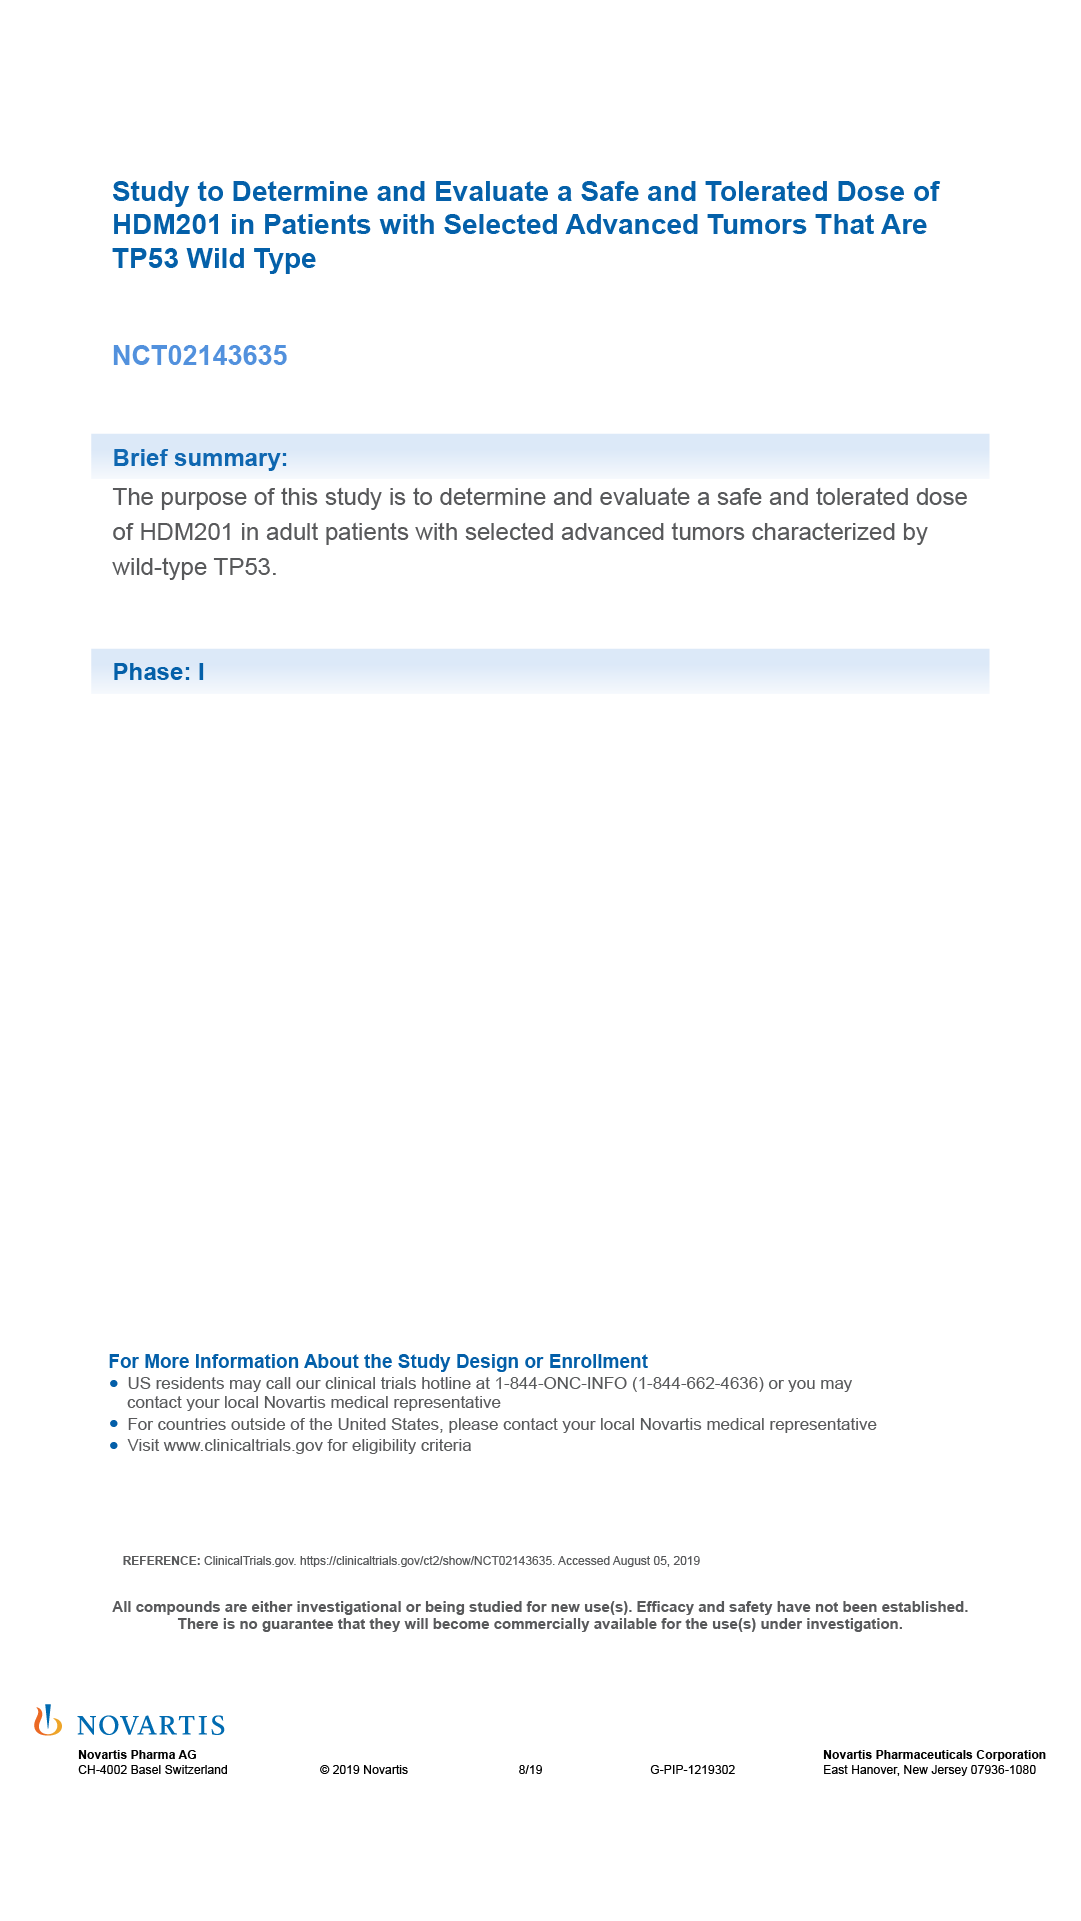 Study to Determine and Evaluate a Safe and Tolerated Dose of
HDM201 in Patients with Selected Advanced Tumors That Are
TP53 Wild Type
NCT02143635
Brief summary:
The purpose of this study is to determine and evaluate a safe and tolerated dose
of HDM201 in adult patients with selected advanced tumors characterized by
wild-type TP53.
Phase: I
For More Information About the Study Design or Enrollment
• US residents may call our clinical trials hotline at 1-844-ONC-INFO (1-844-662-4636) or you may
contact your local Novartis medical representative
• For countries outside of the United States, please contact your local Novartis medical representative
• Visit www.clinicaltrials.gov for eligibility criteria
REFERENCE: ClinicalTrials.gov. https://clinicaltrials.gov/ct2/show/NCT02143635. Accessed August 05, 2019
All compounds are either investigational or being studied for new use(s). Efficacy and safety have not been established.
There is no guarantee that they will become commercially available for the use(s) under investigation.
NOVARTIS
Novartis Pharma AG Novartis Pharmaceuticals Corporation
CH-4002 Basel Switzerland © 2019 Novartis 8/19 G-PIP-1219302 East Hanover, New Jersey 07936-1080